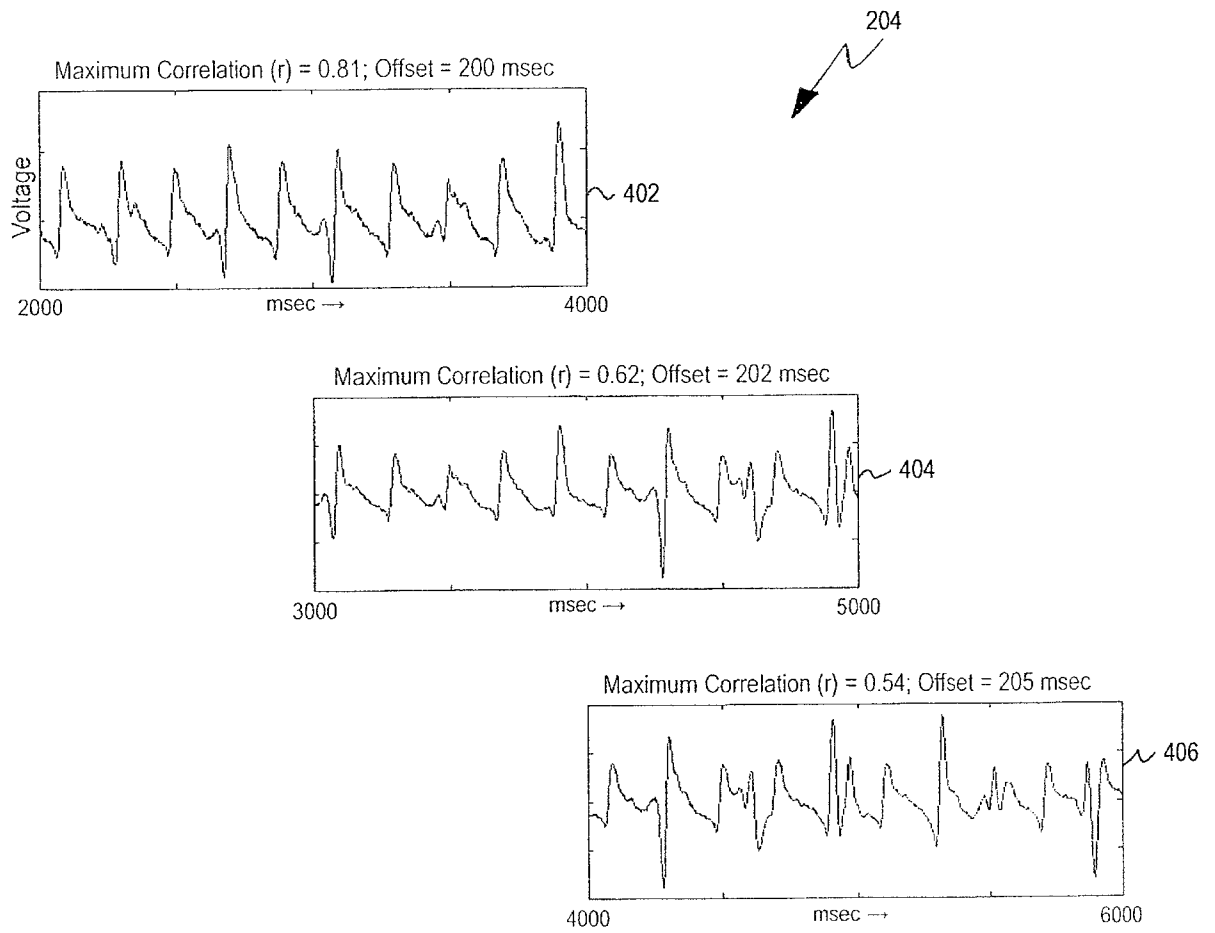 204
Maximum Correlation (r) = 0.81; Offset = 200 msec
Voltage
402
2000
msec →
4000
Maximum Correlation (r) = 0.62; Offset = 202 msec
404
3000
msec →
5000
Maximum Correlation (r) = 0.54; Offset = 205 msec
406
4000
msec →
6000